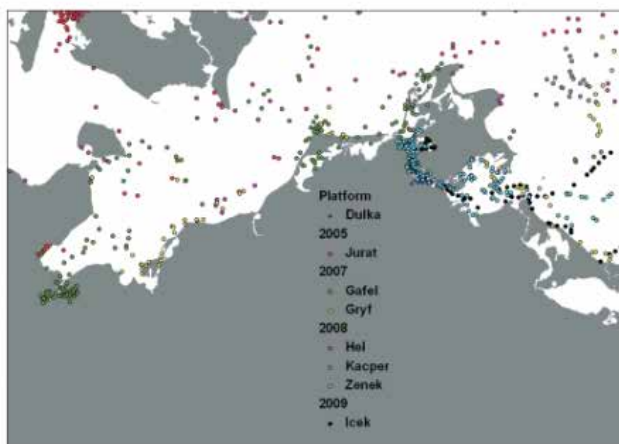 Platform
Dulka
2005
Jurat
2007
Gafel
Gryf
2008
Hel
Kacper
Zenek
2009
Icek